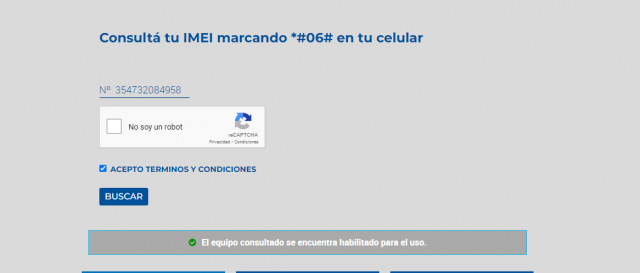 Consultá tu IMEI marcando *#06# en tu celular
Nº 354732084958
No soy un robot
reCAPTCHA
Privacidad - Condiciones
ACEPTO TERMINOS Y CONDICIONES
BUSCAR
El equipo consultado se encuentra habilitado para el uso.